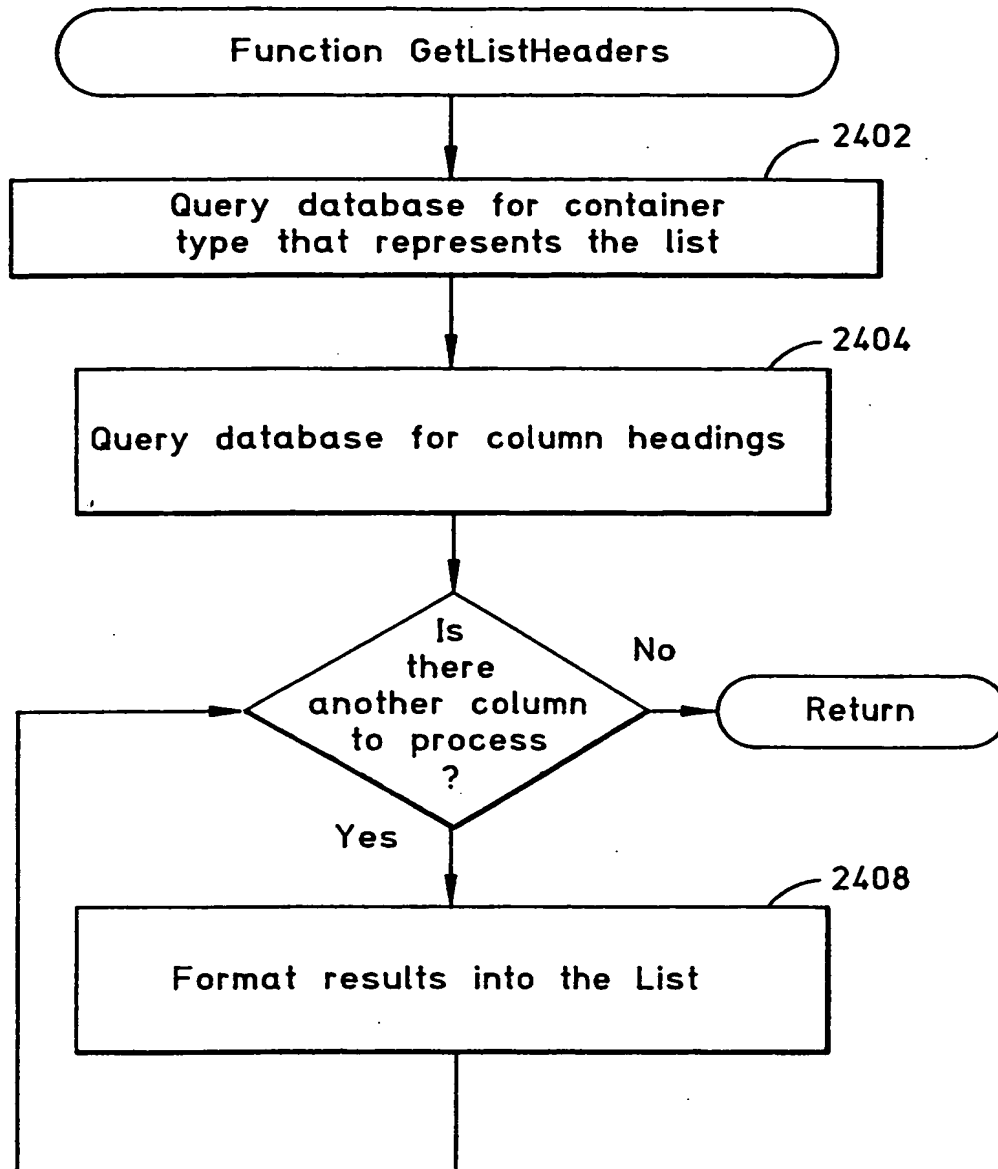 Function GetListHeaders
2402
Query database for container
type that represents the list
2404
Query database for column headings
Is
there
another column
to process
?
No
Return
Yes
2408
Format results into the List